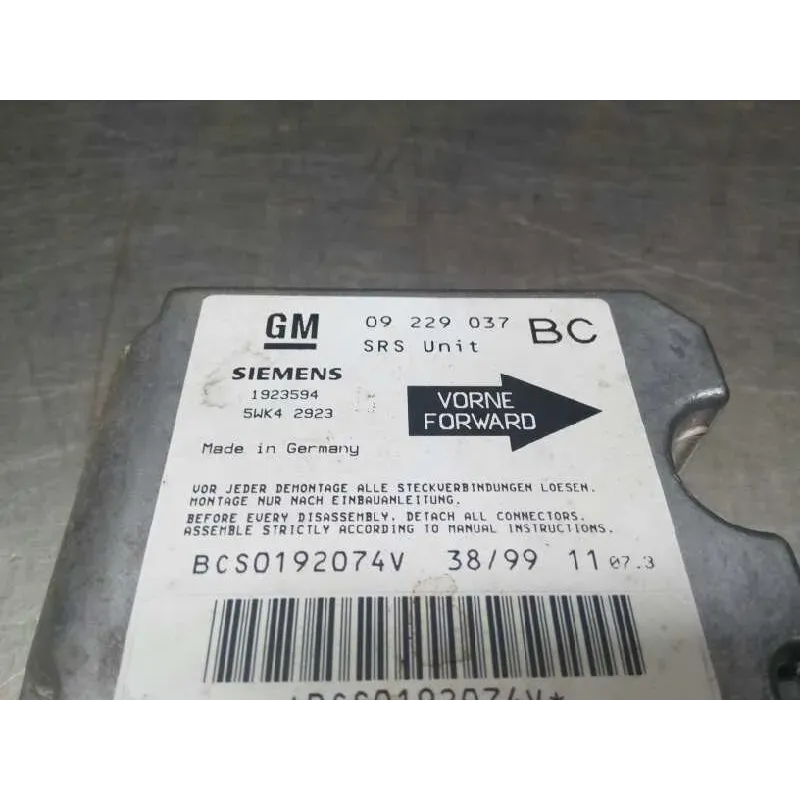 GM 09 229 037 BC
SRS Unit
SIEMENS
1923594
5WK4 2923
VORNE
FORWARD
Made in Germany
VOR JEDER DEMONTAGE ALLE STECKVERBINDUNGEN LOESEN.
MONTAGE NUR NACH EINBAUANLEITUNG.
BEFORE EVERY DISASSEMBLY, DETACH ALL CONNECTORS.
ASSEMBLE STRICTLY ACCORDING TO MANUAL INSTRUCTIONS.
BCS0192074V 38/99 11 07.3
*BCS0192074V*